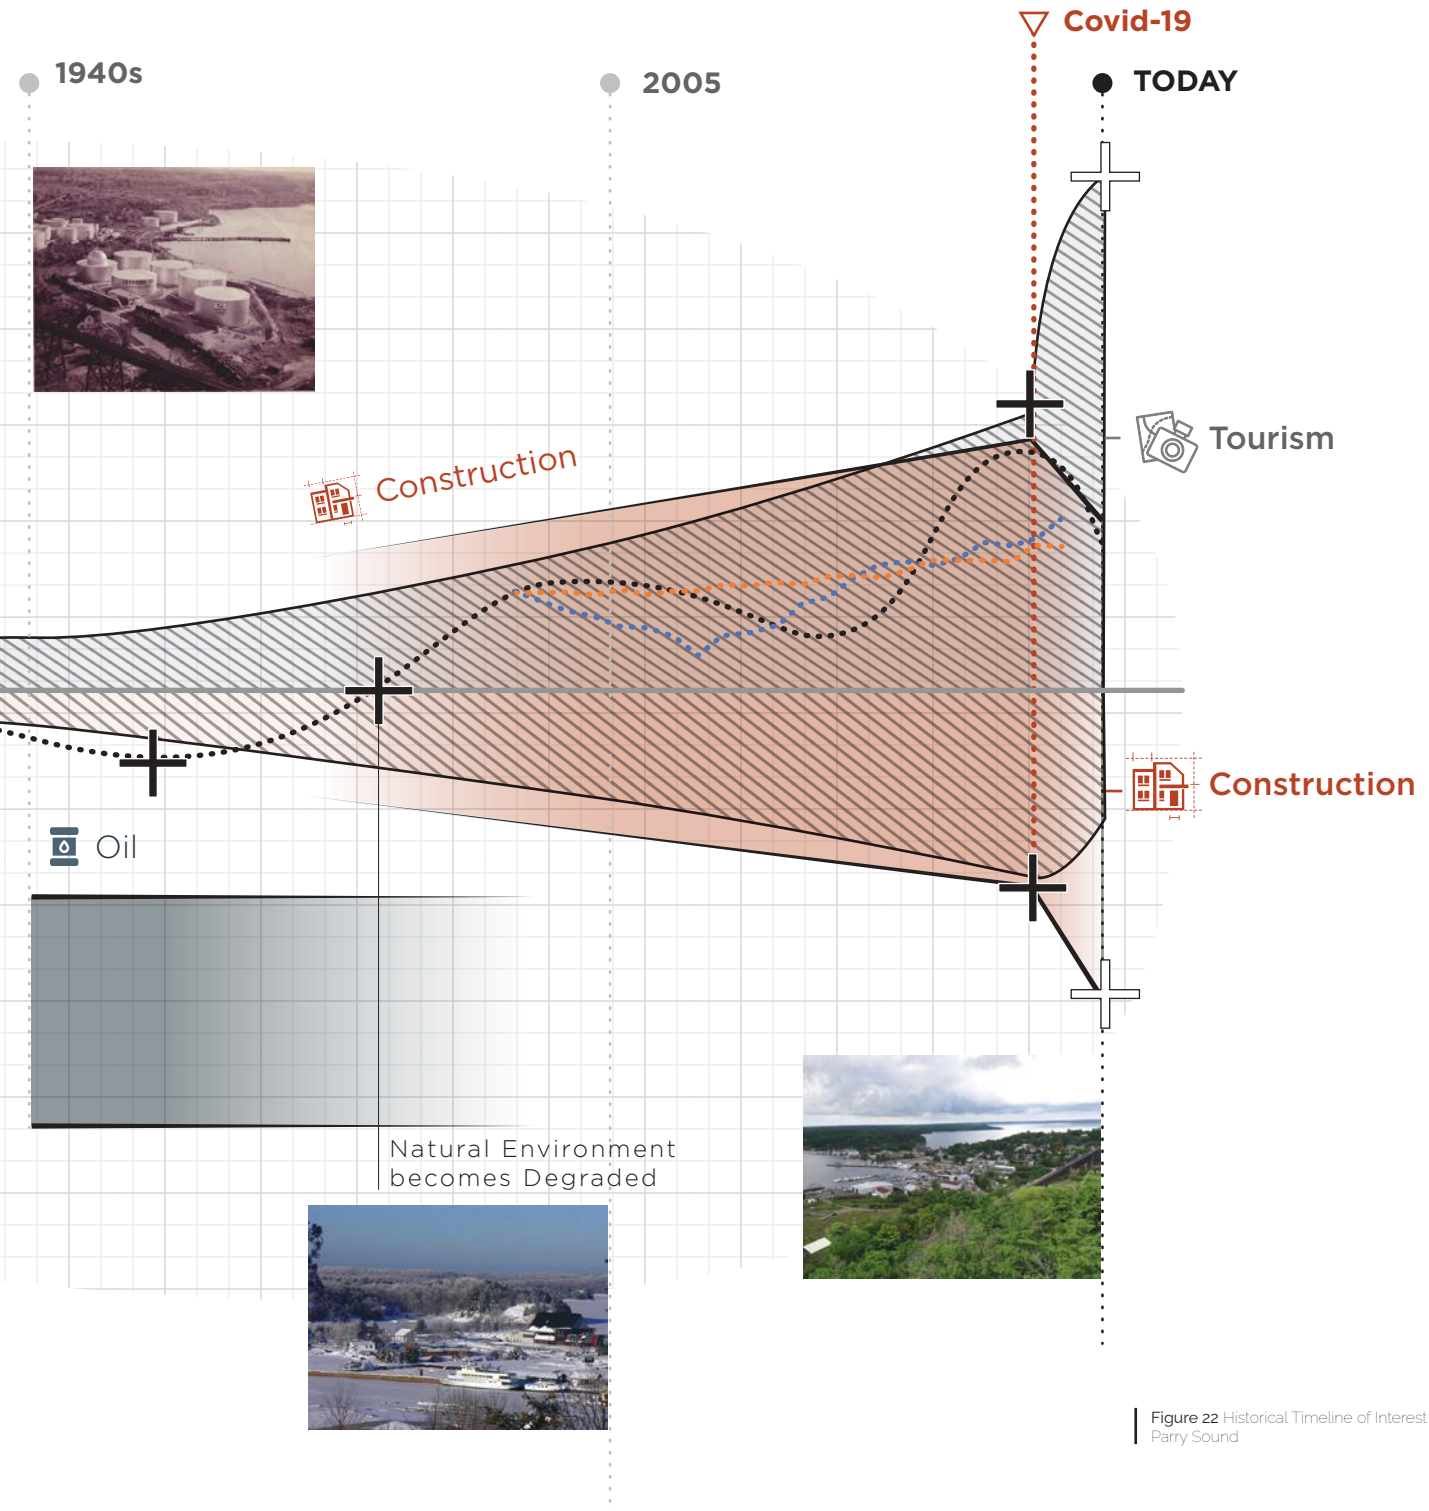 Covid-19
1940s
2005
TODAY
Tourism
Construction
Construction
Oil
Natural Environment
becomes Degraded
Figure 22 Historical Timeline of Interest
Parry Sound